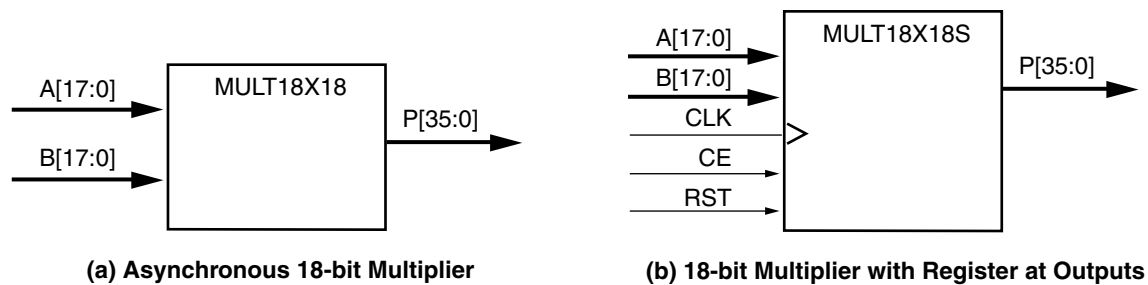 MULT18X18
A[17:0]
B[17:0]
P[35:0]
(a) Asynchronous 18-bit Multiplier
MULT18X18S
A[17:0]
B[17:0]
CLK
CE
RST
P[35:0]
(b) 18-bit Multiplier with Register at Outputs